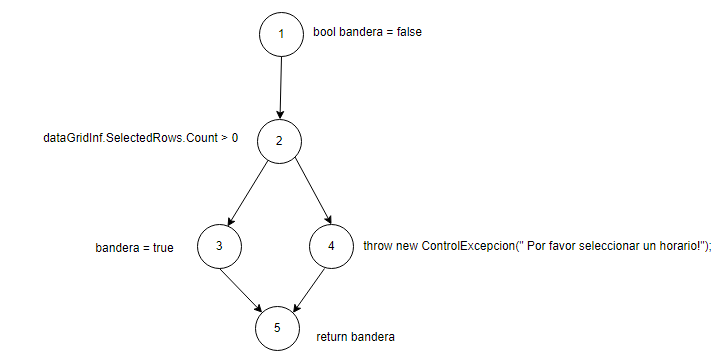 1
bool bandera = false
dataGridInf.SelectedRows.Count > 0
2
bandera = true
3
4
throw new ControlExcepcion(" Por favor seleccionar un horario!");
5
return bandera